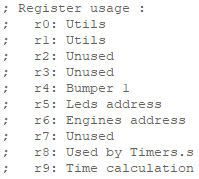 ; Register usage :
; r0: Utils
; r1: Utils
; r2: Unused
; r3: Unused
; r4: Bumper 1
; r5: Leds address
; r6: Engines address
; r7: Unused
; r8: Used by Timers.s
; r9: Time calculation